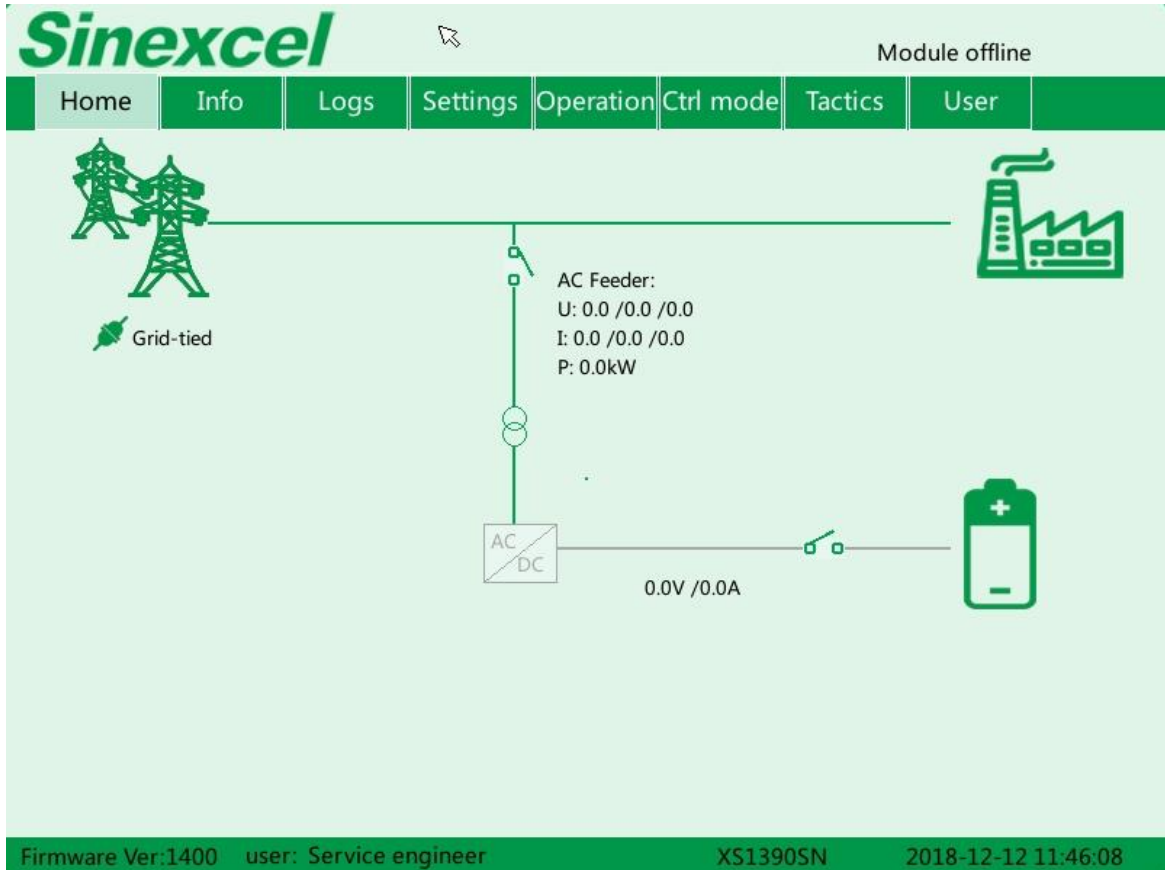 Sinexcel
Module offline
Home Info Logs Settings Operation Ctrl mode Tactics User
AC Feeder:
U: 0.0 /0.0 /0.0
Grid-tied
I: 0.0 /0.0 /0.0
P: 0.0kW
+
AC
DC
0.0V /0.0A
Firmware Ver:1400 user: Service engineer XS1390SN 2018-12-12 11:46:08